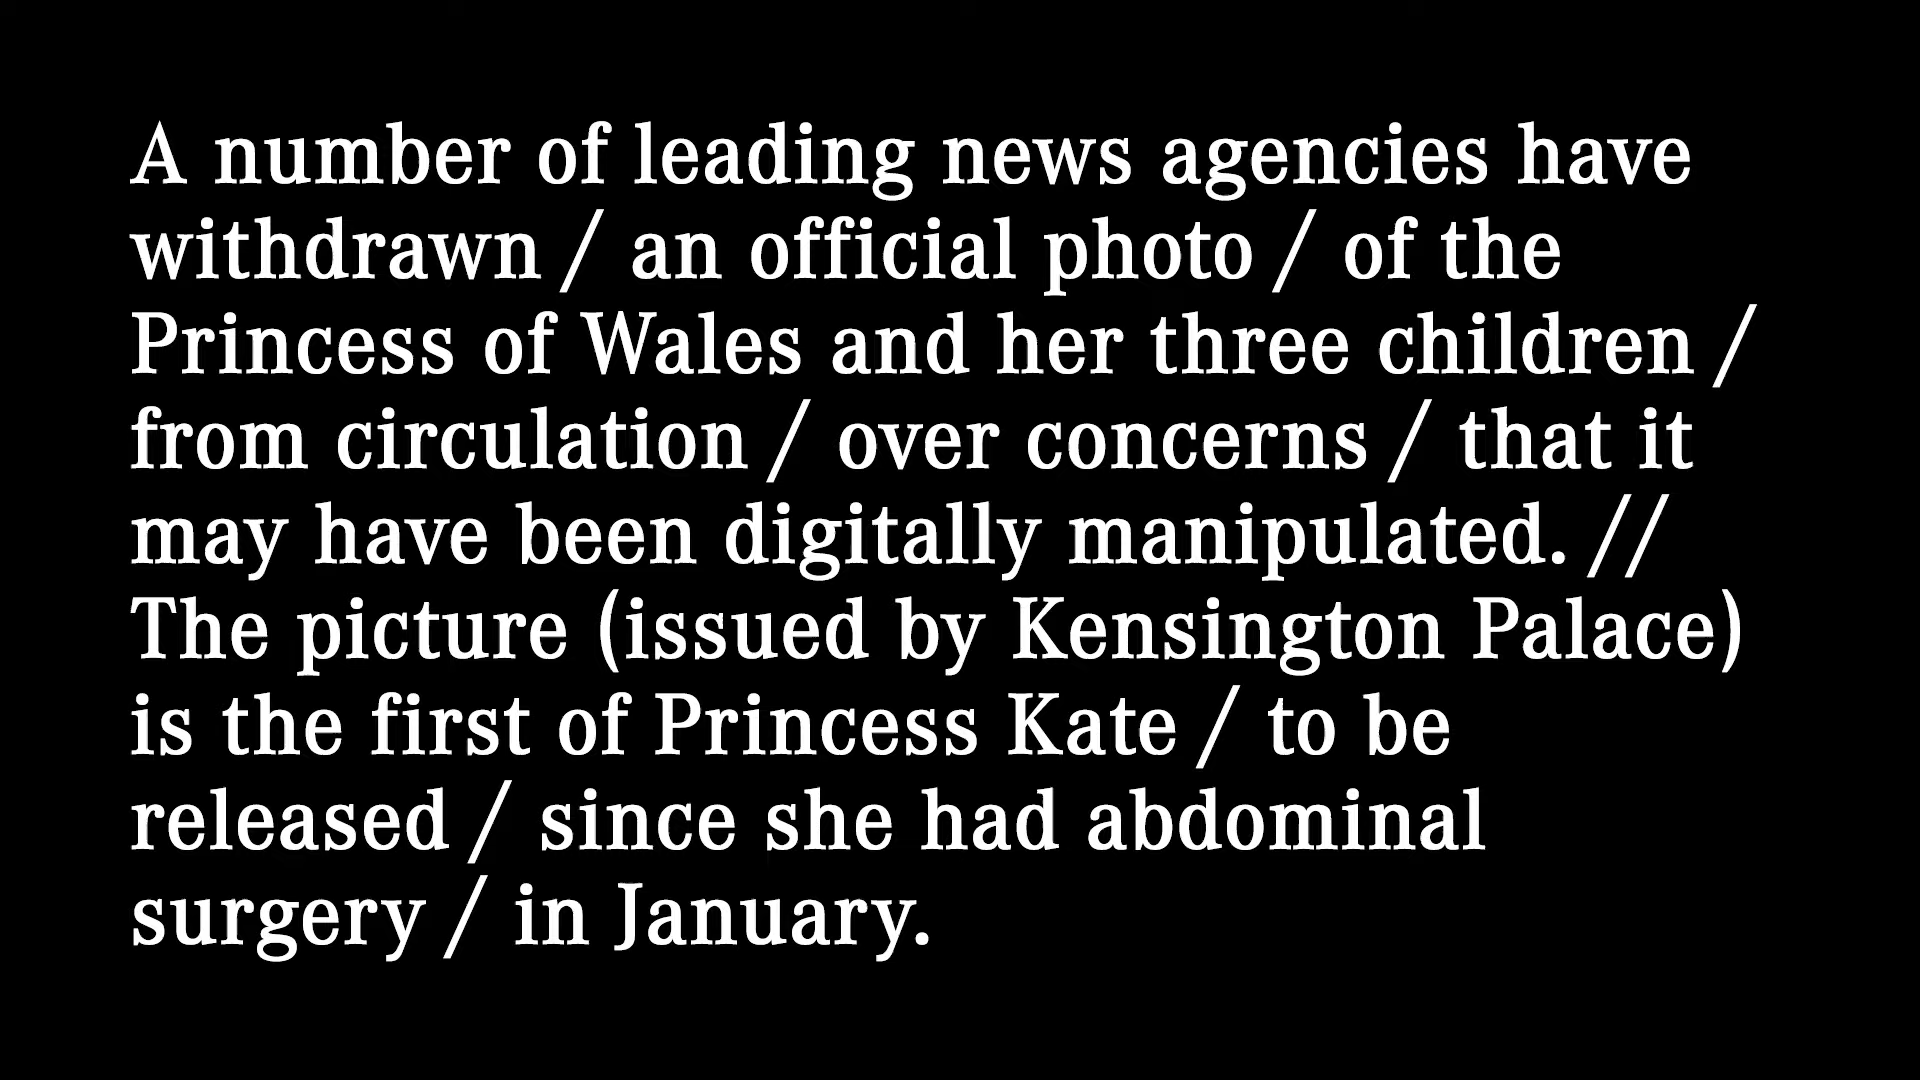 A number of leading news agencies have
withdrawn / an official photo / of the
Princess of Wales and her three children /
from circulation / over concerns / that it
may have been digitally manipulated. //
The picture (issued by Kensington Palace)
is the first of Princess Kate / to be
released / since she had abdominal
surgery / in January.